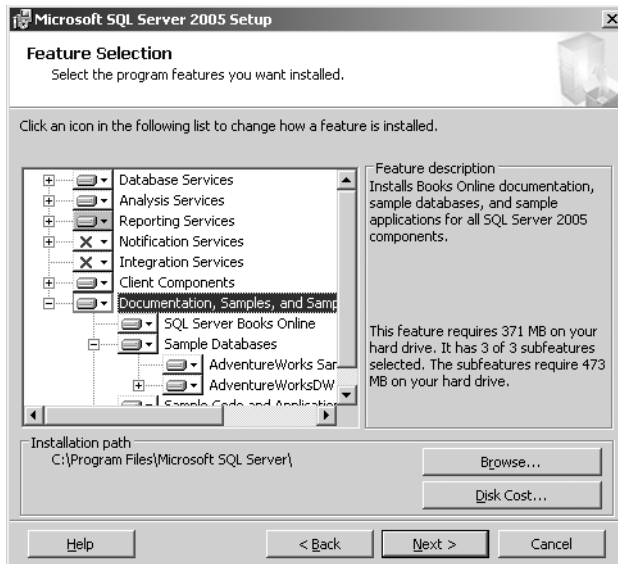 Microsoft SQL Server 2005 Setup
Feature Selection
Select the program features you want installed.
Click an icon in the following list to change how a feature is installed.
Database Services
Analysis Services
Reporting Services
Notification Services
Integration Services
Client Components
Documentation, Samples, and Samp
SQL Server Books Online
Sample Databases
AdventureWorks Sar
AdventureWorksDW
Sample Code and Application
Feature description
Installs Books Online documentation,
sample databases, and sample
applications for all SQL Server 2005
components.
This feature requires 371 MB on your
hard drive. It has 3 of 3 subfeatures
selected. The subfeatures require 473
MB on your hard drive.
Installation path
C:\Program Files\Microsoft SQL Server\
Browse...
Disk Cost...
Help
< Back
Next >
Cancel